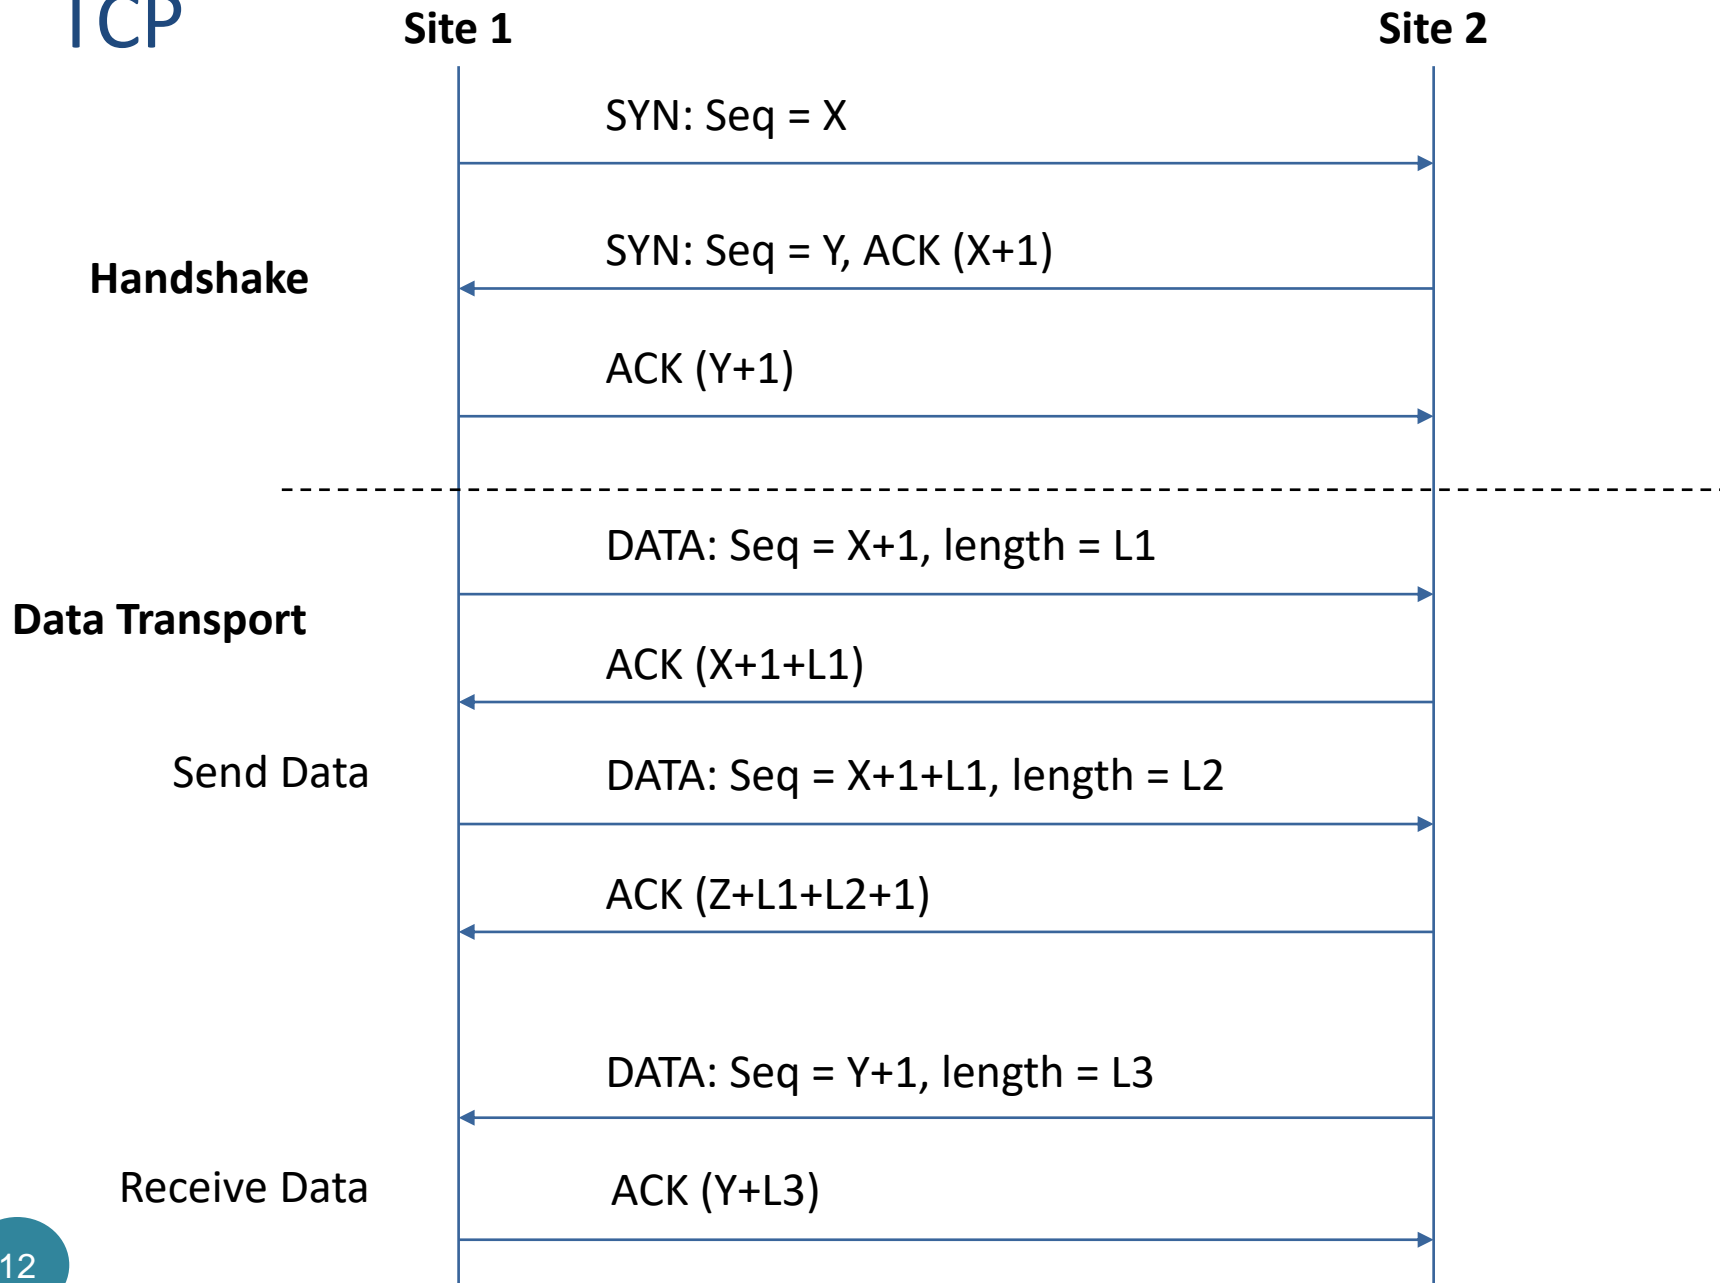 TCP
Site 1
Site 2
SYN: Seq = X
SYN: Seq = Y, ACK (X+1)
Handshake
ACK (Y+1)
DATA: Seq = X+1, length = L1
Data Transport
ACK (X+1+L1)
Send Data
DATA: Seq = X+1+L1, length = L2
ACK (Z+L1+L2+1)
DATA: Seq = Y+1, length = L3
Receive Data
ACK (Y+L3)
12